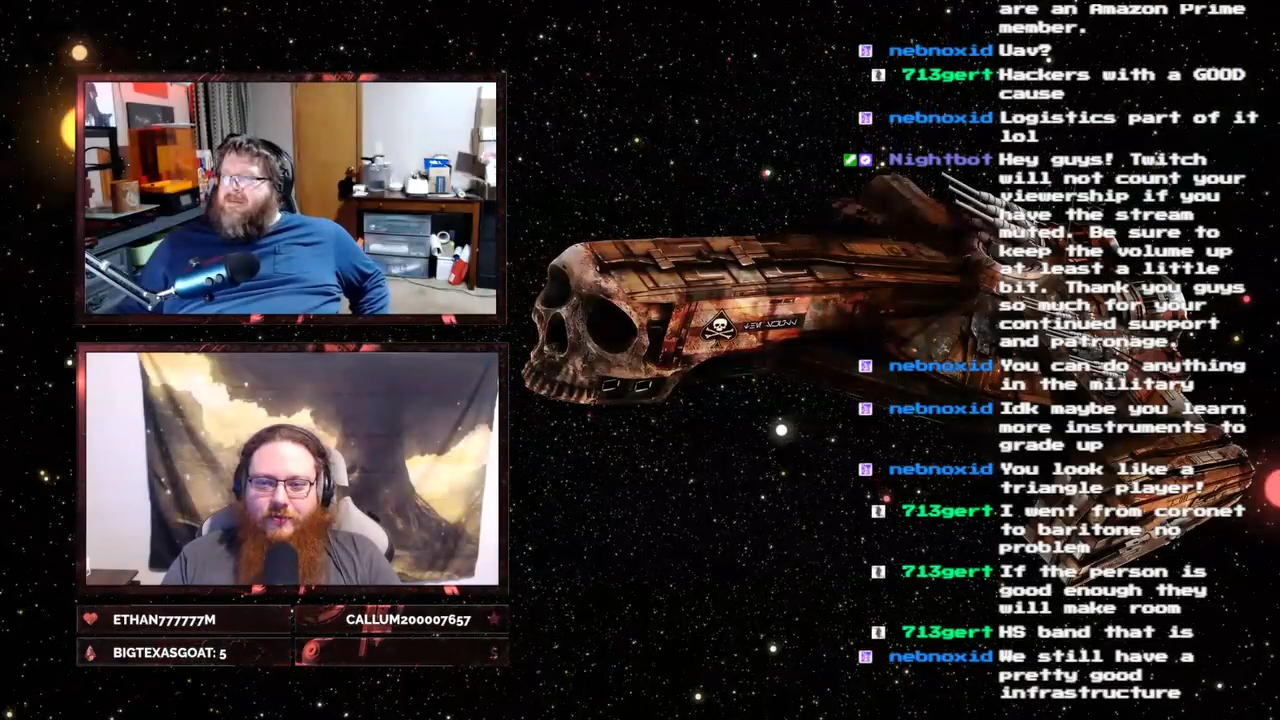 are an Amazon Prime
member.
nebnoxid Uav?
713gert Hackers with a GOOD
cause
nebnoxid Logistics part of it
lol
Nightbot Hey guys! Twitch
will not count your
viewership if you
have the stream
muted. Be sure to
keep the volume up
at least a little
bit. Thank you guys
so much for your
continued support
and patronage.
nebnoxid You can do anything
in the military
nebnoxid Idk maybe you learn
more instruments to
grade up
nebnoxid You look like a
triangle player!
713gert I went from coronet
to baritone no
problem
713gert If the person is
good enough they
will make room
713gert HS band that is
nebnoxid We still have a
pretty good
infrastructure
ETHAN777777M
CALLUM200007657
BIGTEXASGOAT: 5
$